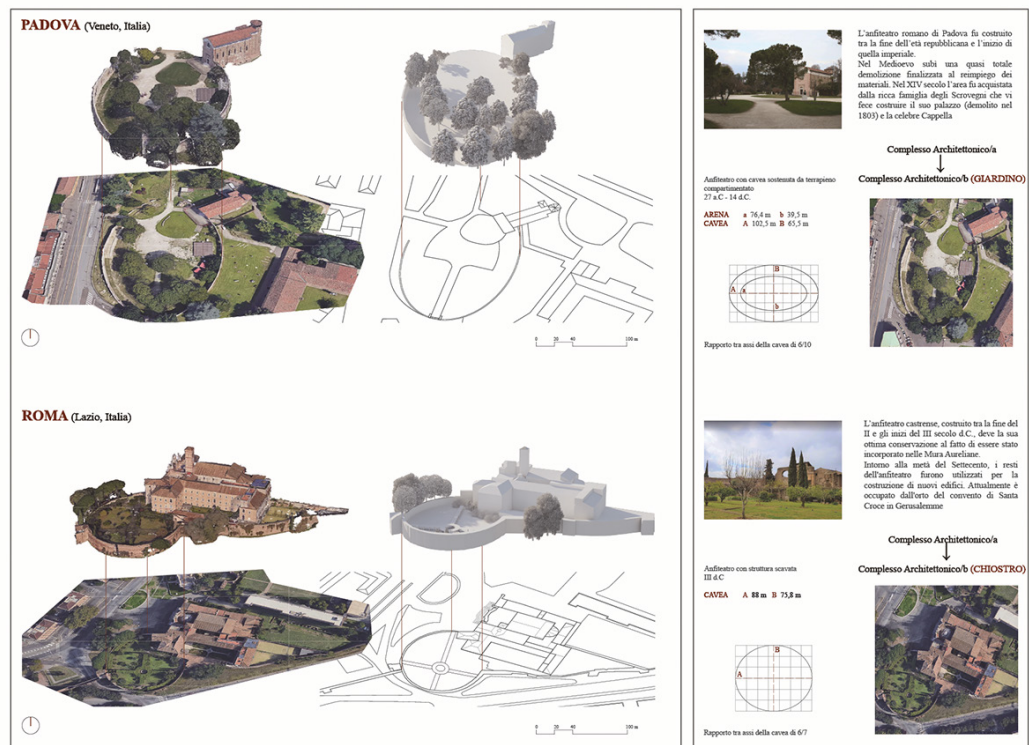 PADOVA (Veneto, Italia)
0 20 40 100 m
L'anfiteatro romano di Padova fu costruito
tra la fine dell'età repubblicana e l'inizio di
quella imperiale.
Nel Medioevo subì una quasi totale
demolizione finalizzata al reimpiego dei
materiali. Nel XIV secolo l'area fu acquistata
dalla ricca famiglia degli Scrovegni che vi
fece costruire il suo palazzo (demolito nel
1803) e la celebre Cappella
Complesso Architettonico/a
Complesso Architettonico/b (GIARDINO)
Anfiteatro con cavea sostenuta da terrapieno
compartimentato
27 a.C - 14 d.C.
ARENA a 76,4 m b 39,5 m
CAVEA A 102,5 m B 65,5 m
B
A a
b
Rapporto tra assi della cavea di 6/10
ROMA (Lazio, Italia)
0 20 40 100 m
L'anfiteatro castrense, costruito tra la fine del
II e gli inizi del III secolo d.C., deve la sua
ottima conservazione al fatto di essere stato
incorporato nelle Mura Aureliane.
Intorno alla metà del Settecento, i resti
dell'anfiteatro furono utilizzati per la
costruzione di nuovi edifici. Attualmente è
occupato dall'orto del convento di Santa
Croce in Gerusalemme
Complesso Architettonico/a
Complesso Architettonico/b (CHIOSTRO)
Anfiteatro con struttura scavata
III d.C
CAVEA A 88 m B 75,8 m
B
A
Rapporto tra assi della cavea di 6/7